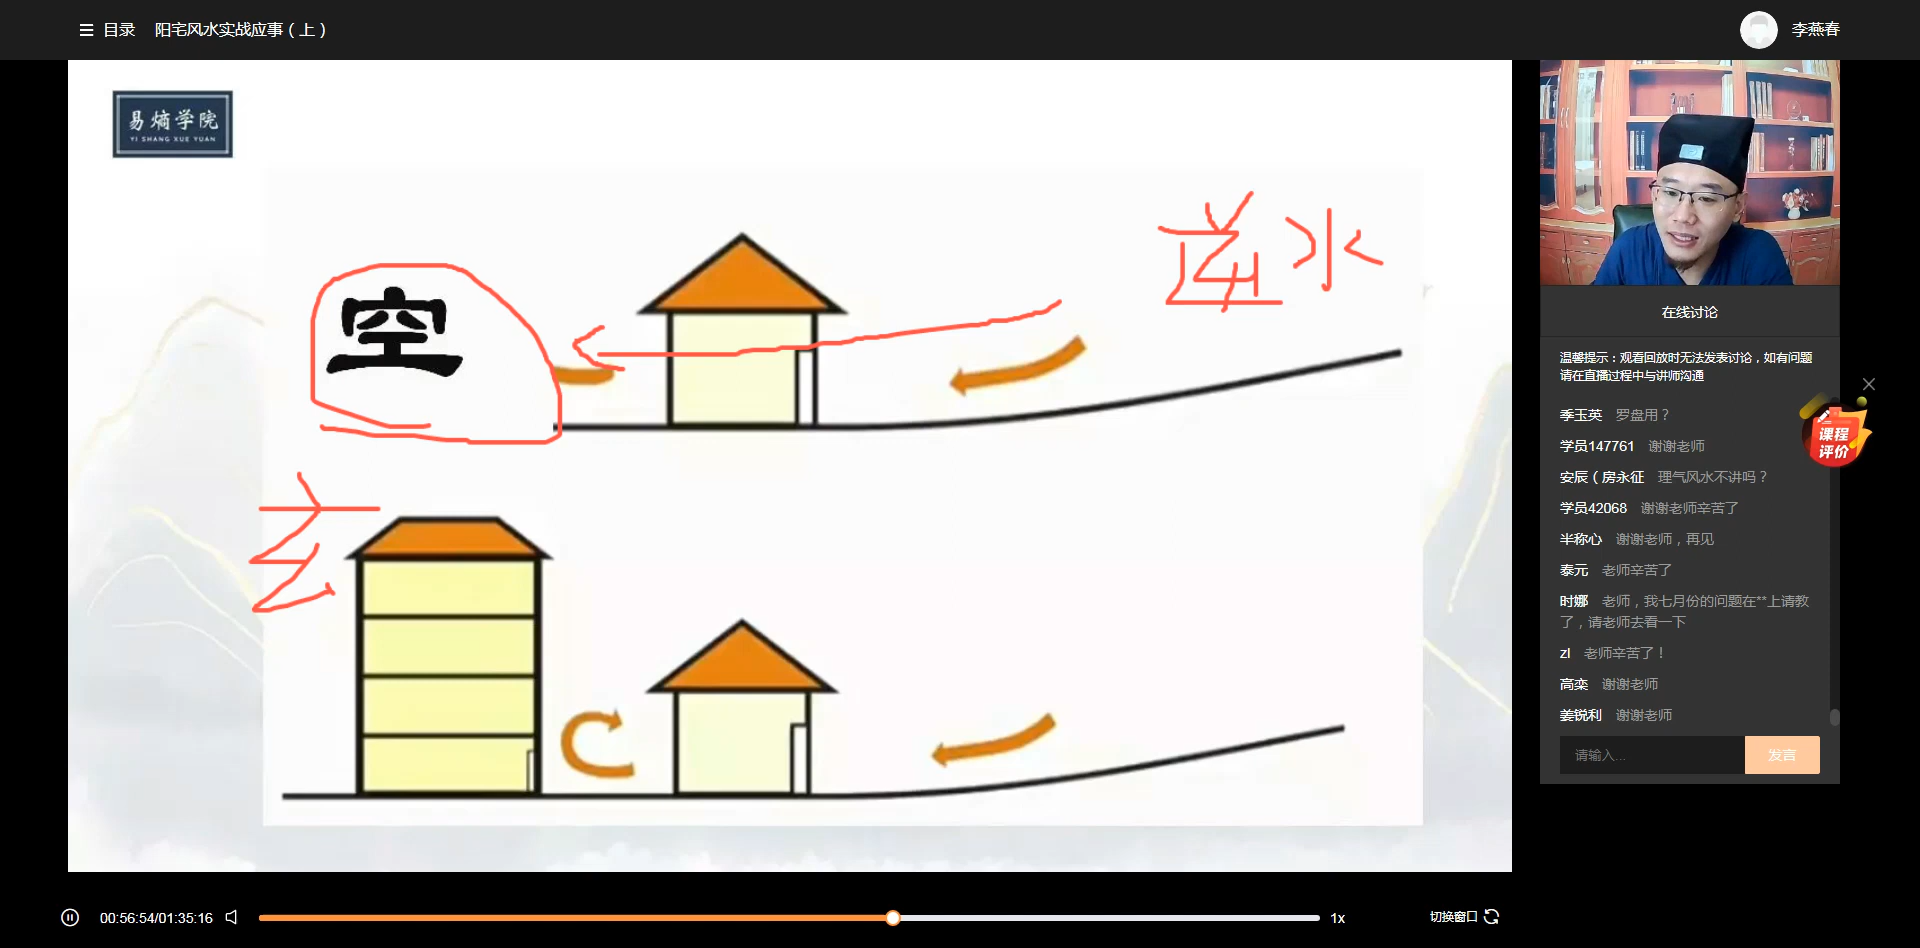 目录 阳宅风水实战应事（上）
李燕春
易熵学院
YI SHANG XUE YUAN
逆水
空
玄
在线讨论
温馨提示：观看回放时无法发表讨论，如有问题
请在直播过程中与讲师沟通
季玉英 罗盘用？
学员147761 谢谢老师
课程
评价
安辰（房永征 理气风水不讲吗？
学员42068 谢谢老师辛苦了
半称心 谢谢老师，再见
泰元 老师辛苦了
时娜 老师，我七月份的问题在**上请教
了，请老师去看一下
zl 老师辛苦了！
高栾 谢谢老师
姜锐利 谢谢老师
请输入... 发言
00:56:54/01:35:16 1x 切换窗口